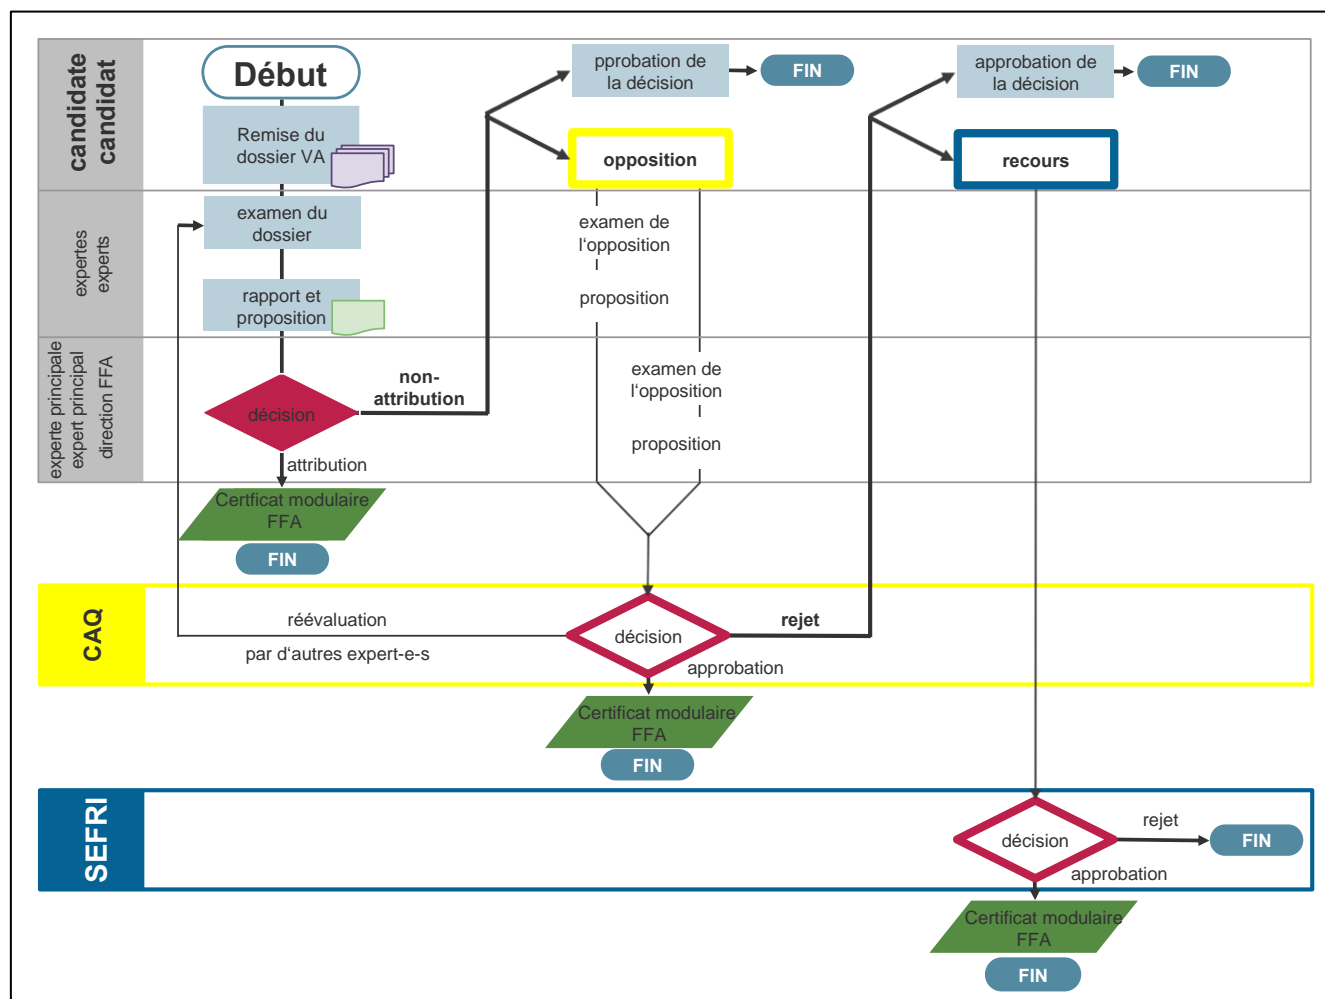 candidate
candidat
Début
Remise du
dossier VA
pprobation de
la décision
FIN
opposition
approbation de
la décision
FIN
recours
expertes
experts
examen du
dossier
rapport et
proposition
examen de
l'opposition
proposition
experte principale
expert principal
direction FFA
décision
non-
attribution
attribution
examen de
l'opposition
proposition
Certficat modulaire
FFA
FIN
CAQ
réévaluation
par d'autres expert-e-s
décision
rejet
approbation
Certificat modulaire
FFA
FIN
SEFRI
décision
rejet
FIN
approbation
Certificat modulaire
FFA
FIN